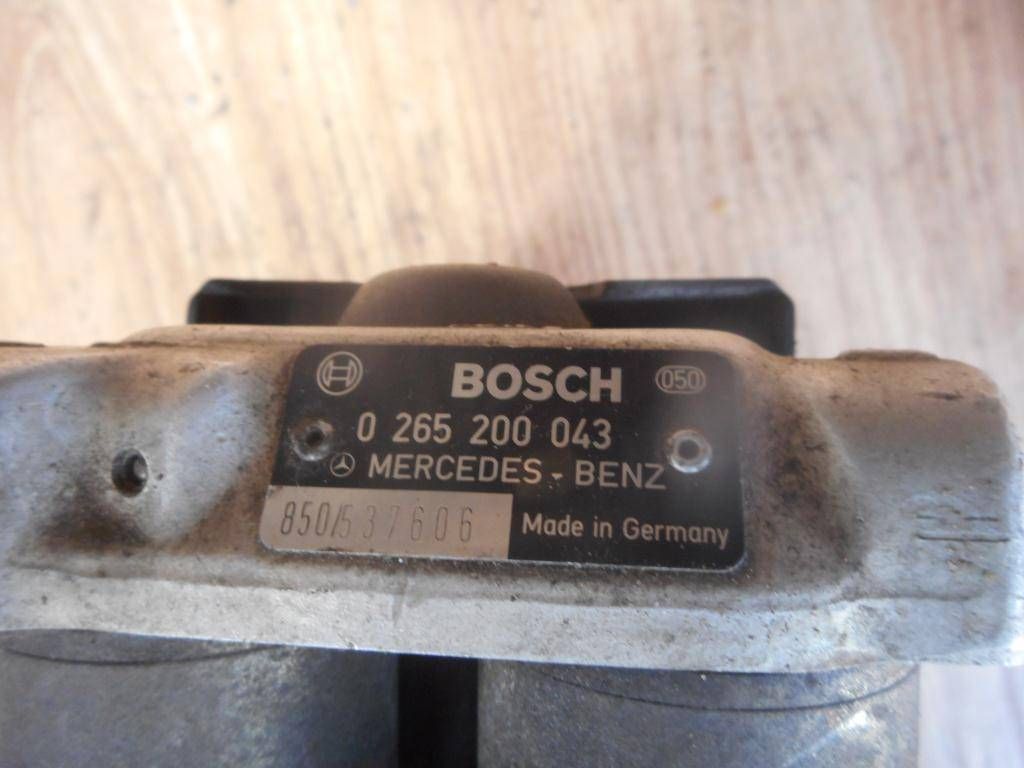 BOSCH 050
0 265 200 043
MERCEDES - BENZ
850/537606 Made in Germany